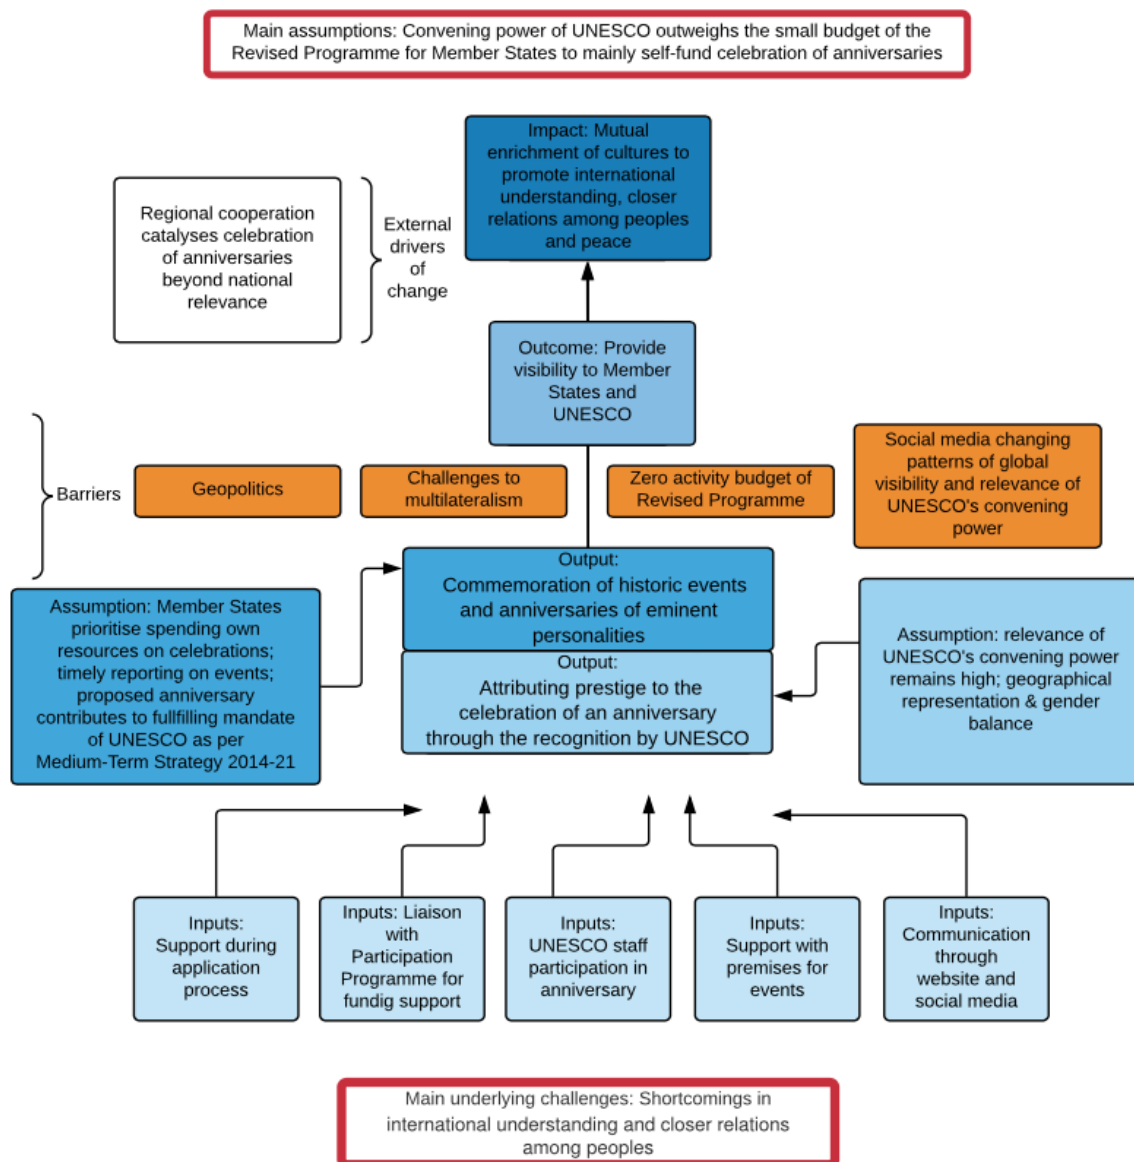 Main assumptions: Convening power of UNESCO outweighs the small budget of the
Revised Programme for Member States to mainly self-fund celebration of anniversaries
Impact: Mutual
enrichment of cultures to
promote international
understanding, closer
relations among peoples
and peace
Regional cooperation
catalyses celebration
of anniversaries
beyond national
relevance
External
drivers
of
change
Outcome: Provide
visibility to Member
States and
UNESCO
Barriers
Geopolitics
Challenges to
multilateralism
Zero activity budget of
Revised Programme
Social media changing
patterns of global
visibility and relevance of
UNESCO's convening
power
Output:
Commemoration of historic events
and anniversaries of eminent
personalities
Assumption: Member States
prioritise spending own
resources on celebrations;
timely reporting on events;
proposed anniversary
contributes to fullfilling mandate
of UNESCO as per
Medium-Term Strategy 2014-21
Output:
Attributing prestige to the
celebration of an anniversary
through the recognition by UNESCO
Assumption: relevance of
UNESCO's convening power
remains high; geographical
representation & gender
balance
Inputs:
Support during
application
process
Inputs: Liaison
with
Participation
Programme for
fundig support
Inputs:
UNESCO staff
participation in
anniversary
Inputs:
Support with
premises for
events
Inputs:
Communication
through
website and
social media
Main underlying challenges: Shortcomings in
international understanding and closer relations
among peoples